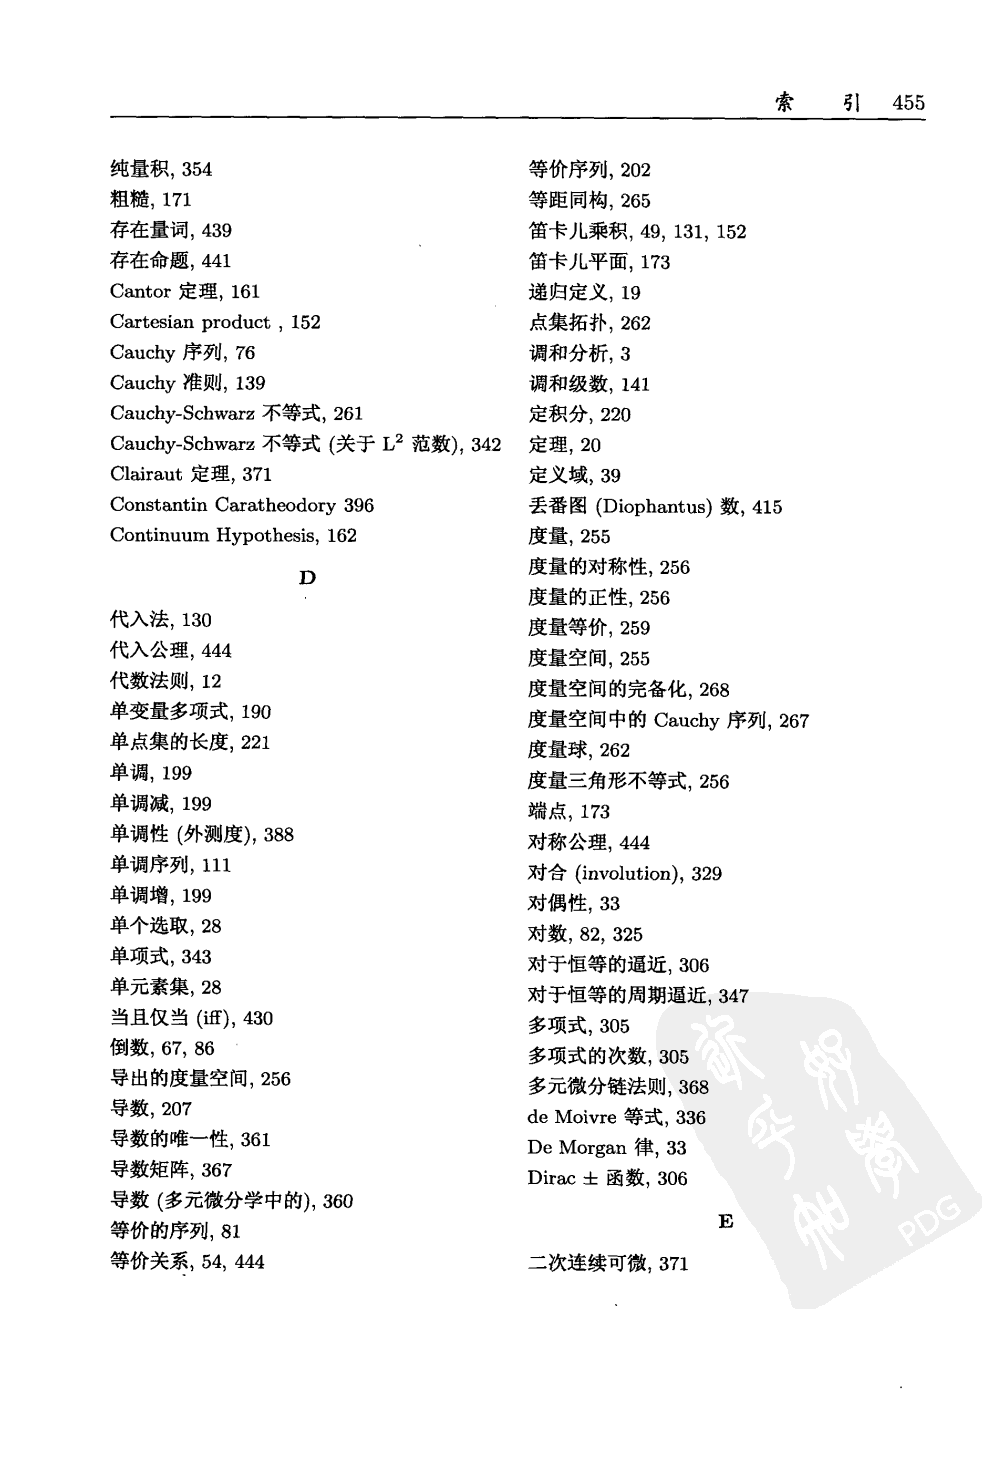 索 引 455
纯量积, 354
粗糙, 171
存在量词, 439
存在命题, 441
Cantor 定理, 161
Cartesian product , 152
Cauchy 序列, 76
Cauchy 准则, 139
Cauchy-Schwarz 不等式, 261
Cauchy-Schwarz 不等式 (关于 L² 范数), 342
Clairaut 定理, 371
Constantin Caratheodory 396
Continuum Hypothesis, 162
D
代入法, 130
代入公理, 444
代数法则, 12
单变量多项式, 190
单点集的长度, 221
单调, 199
单调减, 199
单调性 (外测度), 388
单调序列, 111
单调增, 199
单个选取, 28
单项式, 343
单元素集, 28
当且仅当 (iff), 430
倒数, 67, 86
导出的度量空间, 256
导数, 207
导数的唯一性, 361
导数矩阵, 367
导数 (多元微分学中的), 360
等价的序列, 81
等价关系, 54, 444
等价序列, 202
等距同构, 265
笛卡儿乘积, 49, 131, 152
笛卡儿平面, 173
递归定义, 19
点集拓扑, 262
调和分析, 3
调和级数, 141
定积分, 220
定理, 20
定义域, 39
丢番图 (Diophantus) 数, 415
度量, 255
度量的对称性, 256
度量的正性, 256
度量等价, 259
度量空间, 255
度量空间的完备化, 268
度量空间中的 Cauchy 序列, 267
度量球, 262
度量三角形不等式, 256
端点, 173
对称公理, 444
对合 (involution), 329
对偶性, 33
对数, 82, 325
对于恒等的逼近, 306
对于恒等的周期逼近, 347
多项式, 305
多项式的次数, 305
多元微分链法则, 368
de Moivre 等式, 336
De Morgan 律, 33
Dirac ± 函数, 306
E
二次连续可微, 371
PDG